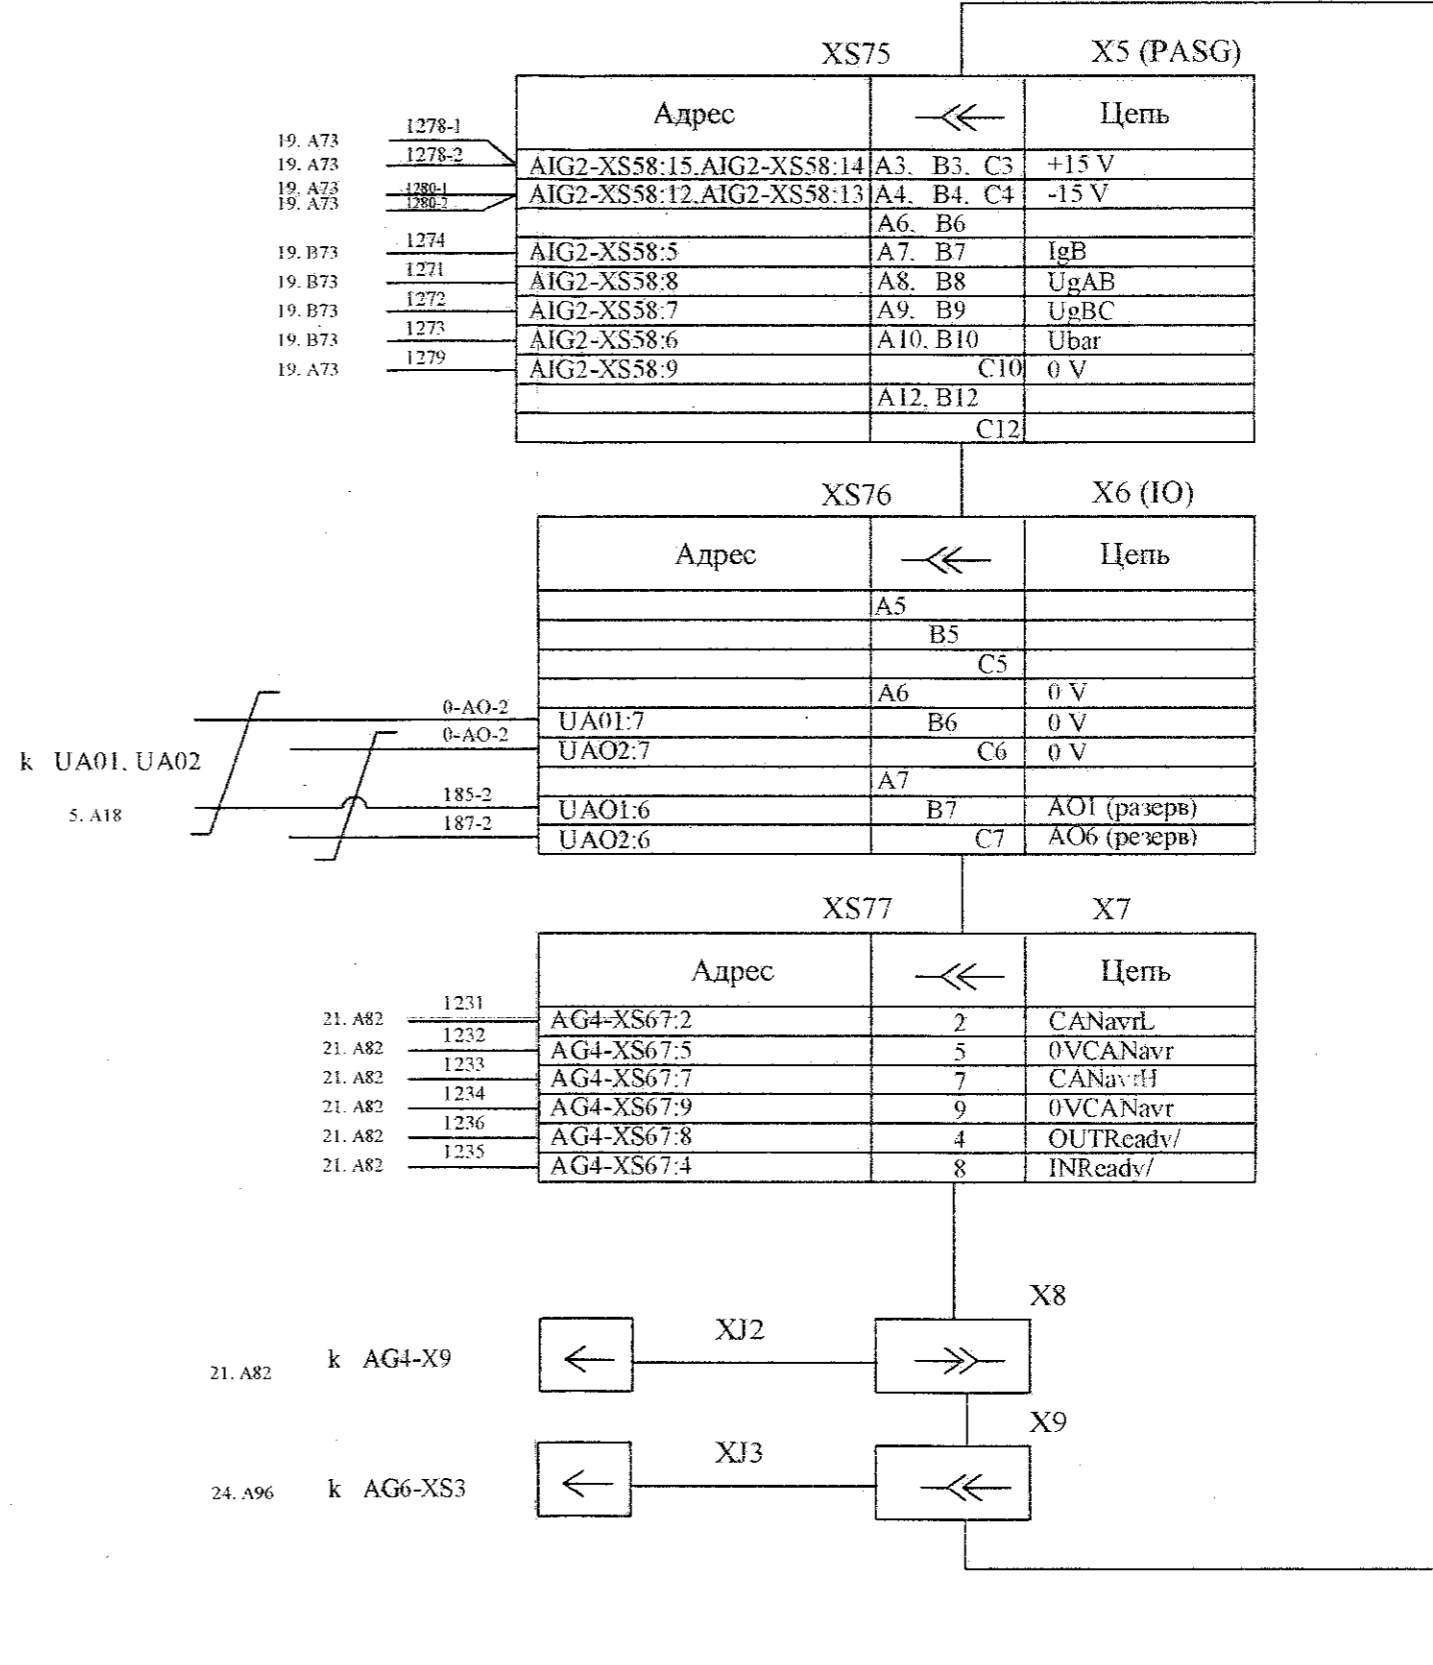 XS75 X5 (PASG)
Адрес Цепь
19. A73 1278-1
19. A73 1278-2 AIG2-XS58:15.AIG2-XS58:14 A3. B3. C3 +15 V
19. A73 1280-1 AIG2-XS58:12.AIG2-XS58:13 A4. B4. C4 -15 V
19. A73 1280-2
A6. B6
19. B73 1274 AIG2-XS58:5 A7. B7 IgB
19. B73 1271 AIG2-XS58:8 A8. B8 UgAB
19. B73 1272 AIG2-XS58:7 A9. B9 UgBC
19. B73 1273 AIG2-XS58:6 A10. B10 Ubar
19. A73 1279 AIG2-XS58:9 C10 0 V
A12. B12
C12
XS76 X6 (IO)
Адрес Цепь
A5
B5
C5
A6 0 V
0-AO-2 UA01:7 B6 0 V
0-AO-2 UAO2:7 C6 0 V
k UA01. UA02
A7
5. A18 185-2 UAO1:6 B7 AO1 (разерв)
187-2 UAO2:6 C7 AO6 (резерв)
XS77 X7
Адрес Цепь
21. A82 1231 AG4-XS67:2 2 CANavrL
21. A82 1232 AG4-XS67:5 5 0VCANavr
21. A82 1233 AG4-XS67:7 7 CANavrH
21. A82 1234 AG4-XS67:9 9 0VCANavr
21. A82 1236 AG4-XS67:8 4 OUTReady/
21. A82 1235 AG4-XS67:4 8 INReady/
X8
XJ2
21. A82 k AG4-X9
X9
XJ3
24. A96 k AG6-XS3